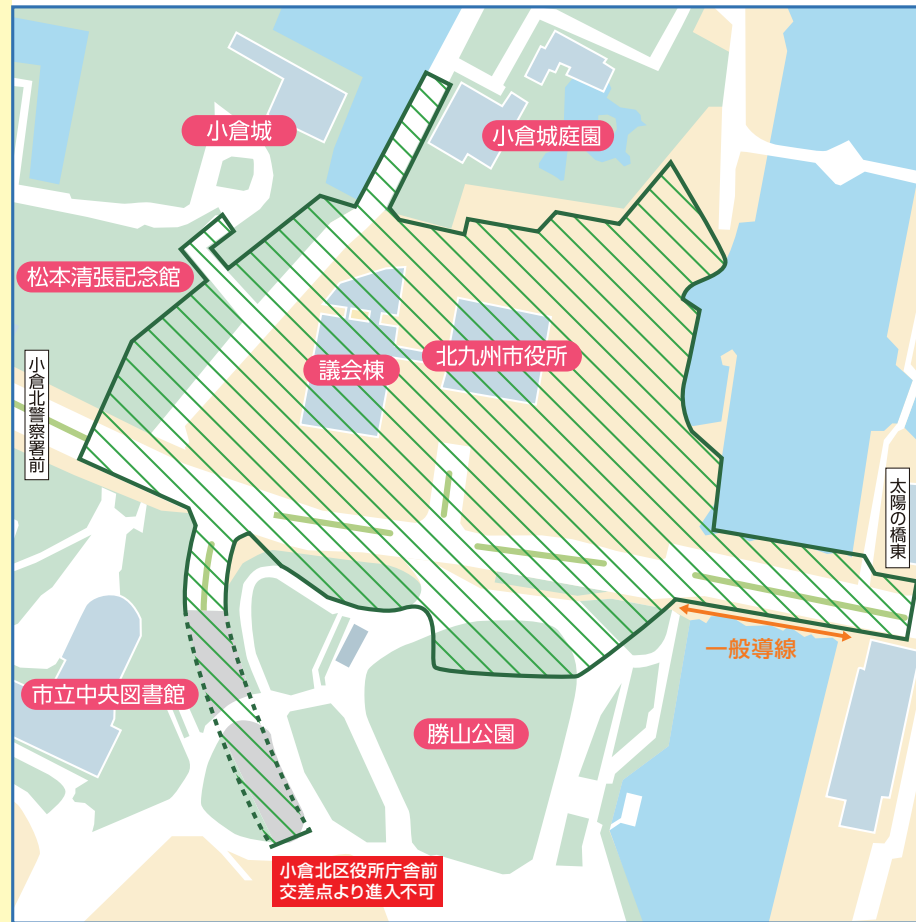 小倉城
小倉城庭園
松本清張記念館
議会棟
北九州市役所
小倉北警察署前
太陽の橋東
一般導線
市立中央図書館
勝山公園
小倉北区役所庁舎前
交差点より進入不可